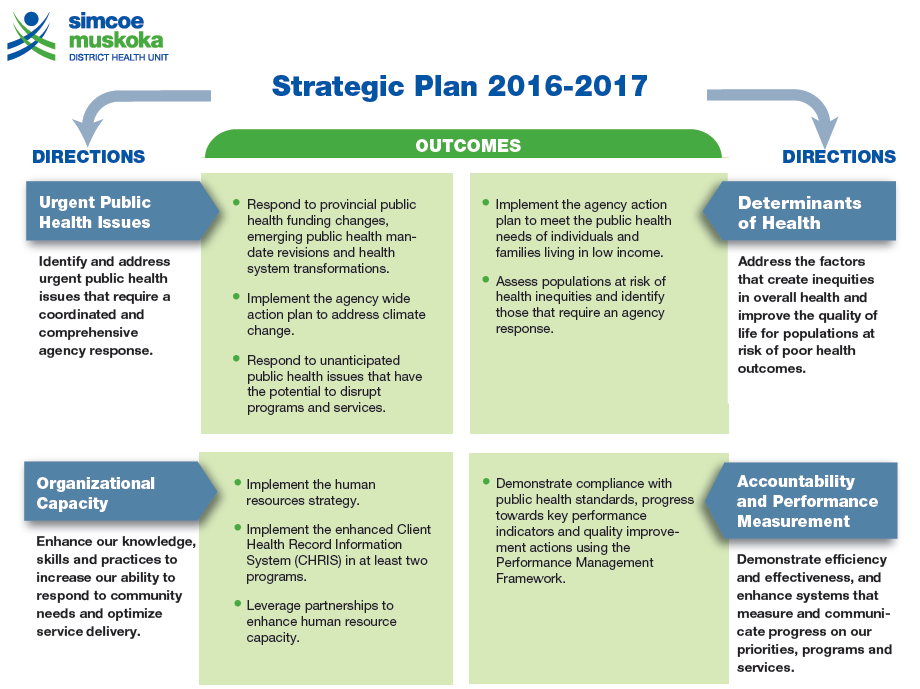 simcoe
muskoka
DISTRICT HEALTH UNIT
Strategic Plan 2016-2017
DIRECTIONS
OUTCOMES
DIRECTIONS
Urgent Public
Health Issues
Identify and address
urgent public health
issues that require a
coordinated and
comprehensive
agency response.
• Respond to provincial public
health funding changes,
emerging public health man-
date revisions and health
system transformations.
• Implement the agency wide
action plan to address climate
change.
• Respond to unanticipated
public health issues that have
the potential to disrupt
programs and services.
• Implement the agency action
plan to meet the public health
needs of individuals and
families living in low income.
• Assess populations at risk of
health inequities and identify
those that require an agency
response.
Determinants
of Health
Address the factors
that create inequities
in overall health and
improve the quality of
life for populations at
risk of poor health
outcomes.
Organizational
Capacity
Enhance our knowledge,
skills and practices to
increase our ability to
respond to community
needs and optimize
service delivery.
• Implement the human
resources strategy.
• Implement the enhanced Client
Health Record Information
System (CHRIS) in at least two
programs.
• Leverage partnerships to
enhance human resource
capacity.
• Demonstrate compliance with
public health standards, progress
towards key performance
indicators and quality improve-
ment actions using the
Performance Management
Framework.
Accountability
and Performance
Measurement
Demonstrate efficiency
and effectiveness, and
enhance systems that
measure and communi-
cate progress on our
priorities, programs and
services.